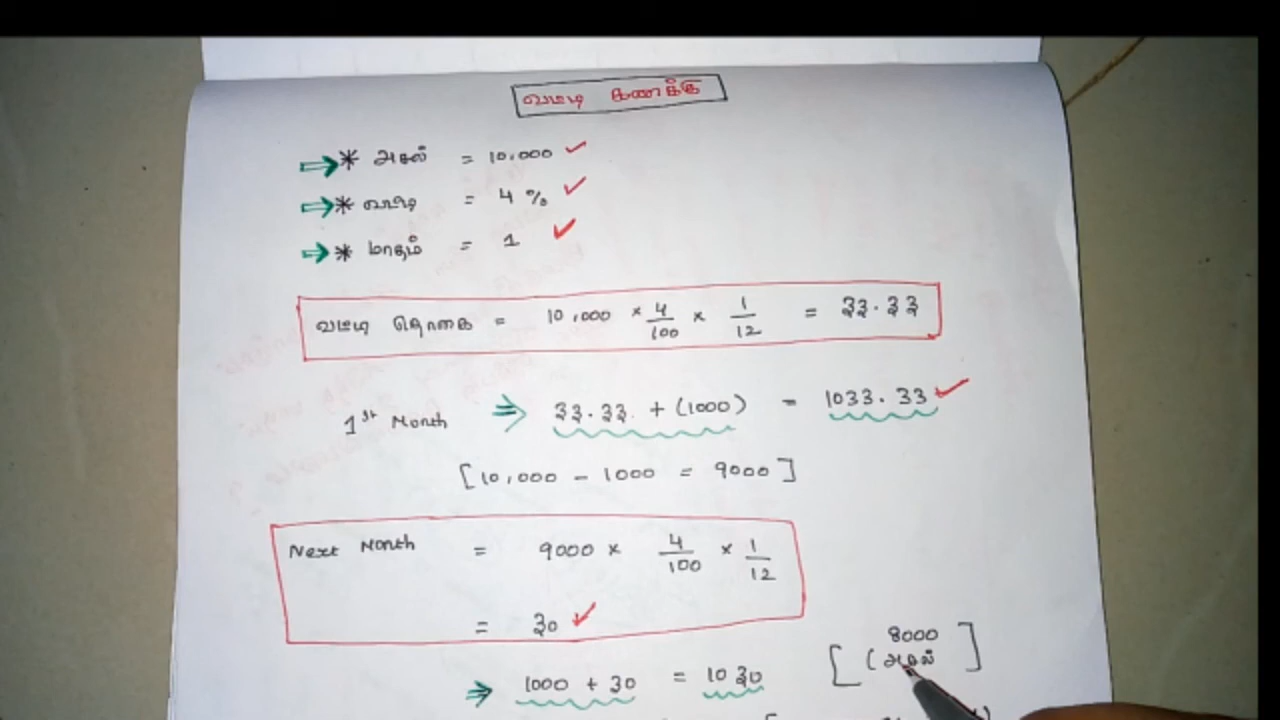 வட்டி கணக்கு
* அசல் = 10,000 ✓
* வட்டி = 4 % ✓
* மாதம் = 1 ✓
வட்டி தொகை = 10,000 × 4/100 × 1/12 = 33.33
1st Month ⇒ 33.33 + (1000) = 1033.33 ✓
[10,000 - 1000 = 9000]
Next Month = 9000 × 4/100 × 1/12
= 30 ✓
⇒ 1000 + 30 = 1030 [8000
(அசல் ]